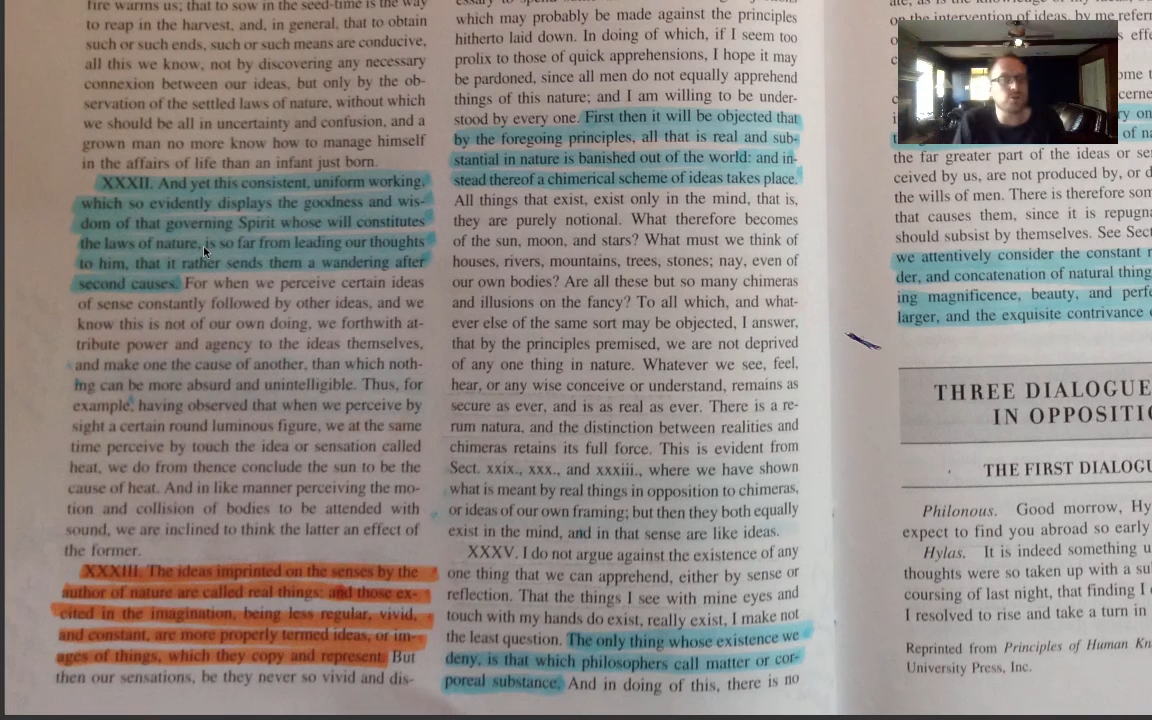 fire warms us; that to sow in the seed-time is the way
to reap in the harvest, and, in general, that to obtain
such or such ends, such or such means are conducive,
all this we know, not by discovering any necessary
connexion between our ideas, but only by the ob-
servation of the settled laws of nature, without which
we should be all in uncertainty and confusion, and a
grown man no more know how to manage himself
in the affairs of life than an infant just born.
XXXII. And yet this consistent, uniform working,
which so evidently displays the goodness and wis-
dom of that governing Spirit whose will constitutes
the laws of nature, is so far from leading our thoughts
to him, that it rather sends them a wandering after
second causes. For when we perceive certain ideas
of sense constantly followed by other ideas, and we
know this is not of our own doing, we forthwith at-
tribute power and agency to the ideas themselves,
and make one the cause of another, than which noth-
ing can be more absurd and unintelligible. Thus, for
example, having observed that when we perceive by
sight a certain round luminous figure, we at the same
time perceive by touch the idea or sensation called
heat, we do from thence conclude the sun to be the
cause of heat. And in like manner perceiving the mo-
tion and collision of bodies to be attended with
sound, we are inclined to think the latter an effect of
the former.
XXXIII. The ideas imprinted on the senses by the
author of nature are called real things: and those ex-
cited in the imagination, being less regular, vivid,
and constant, are more properly termed ideas, or im-
ages of things, which they copy and represent. But
then our sensations, be they never so vivid and dis-
which may probably be made against the principles
hitherto laid down. In doing of which, if I seem too
prolix to those of quick apprehensions, I hope it may
be pardoned, since all men do not equally apprehend
things of this nature; and I am willing to be under-
stood by every one. First then it will be objected that
by the foregoing principles, all that is real and sub-
stantial in nature is banished out of the world: and in-
stead thereof a chimerical scheme of ideas takes place.
All things that exist, exist only in the mind, that is,
they are purely notional. What therefore becomes
of the sun, moon, and stars? What must we think of
houses, rivers, mountains, trees, stones; nay, even of
our own bodies? Are all these but so many chimeras
and illusions on the fancy? To all which, and what-
ever else of the same sort may be objected, I answer,
that by the principles premised, we are not deprived
of any one thing in nature. Whatever we see, feel,
hear, or any wise conceive or understand, remains as
secure as ever, and is as real as ever. There is a re-
rum natura, and the distinction between realities and
chimeras retains its full force. This is evident from
Sect. xxix., xxx., and xxxiii., where we have shown
what is meant by real things in opposition to chimeras,
or ideas of our own framing; but then they both equally
exist in the mind, and in that sense are like ideas.
XXXV. I do not argue against the existence of any
one thing that we can apprehend, either by sense or
reflection. That the things I see with mine eyes and
touch with my hands do exist, really exist, I make not
the least question. The only thing whose existence we
deny, is that which philosophers call matter or cor-
poreal substance. And in doing of this, there is no
on the intervention of ideas, by me refer
the far greater part of the ideas or se
ceived by us, are not produced by, or d
the wills of men. There is therefore som
that causes them, since it is repugn
should subsist by themselves. See Sect
we attentively consider the constant r
der, and concatenation of natural thing
ing magnificence, beauty, and perfe
larger, and the exquisite contrivance
THREE DIALOGUE
IN OPPOSITIO
THE FIRST DIALOGU
Philonous. Good morrow, Hy
expect to find you abroad so early
Hylas. It is indeed something u
thoughts were so taken up with a su
coursing of last night, that finding I
I resolved to rise and take a turn in
Reprinted from Principles of Human Kn
University Press, Inc.